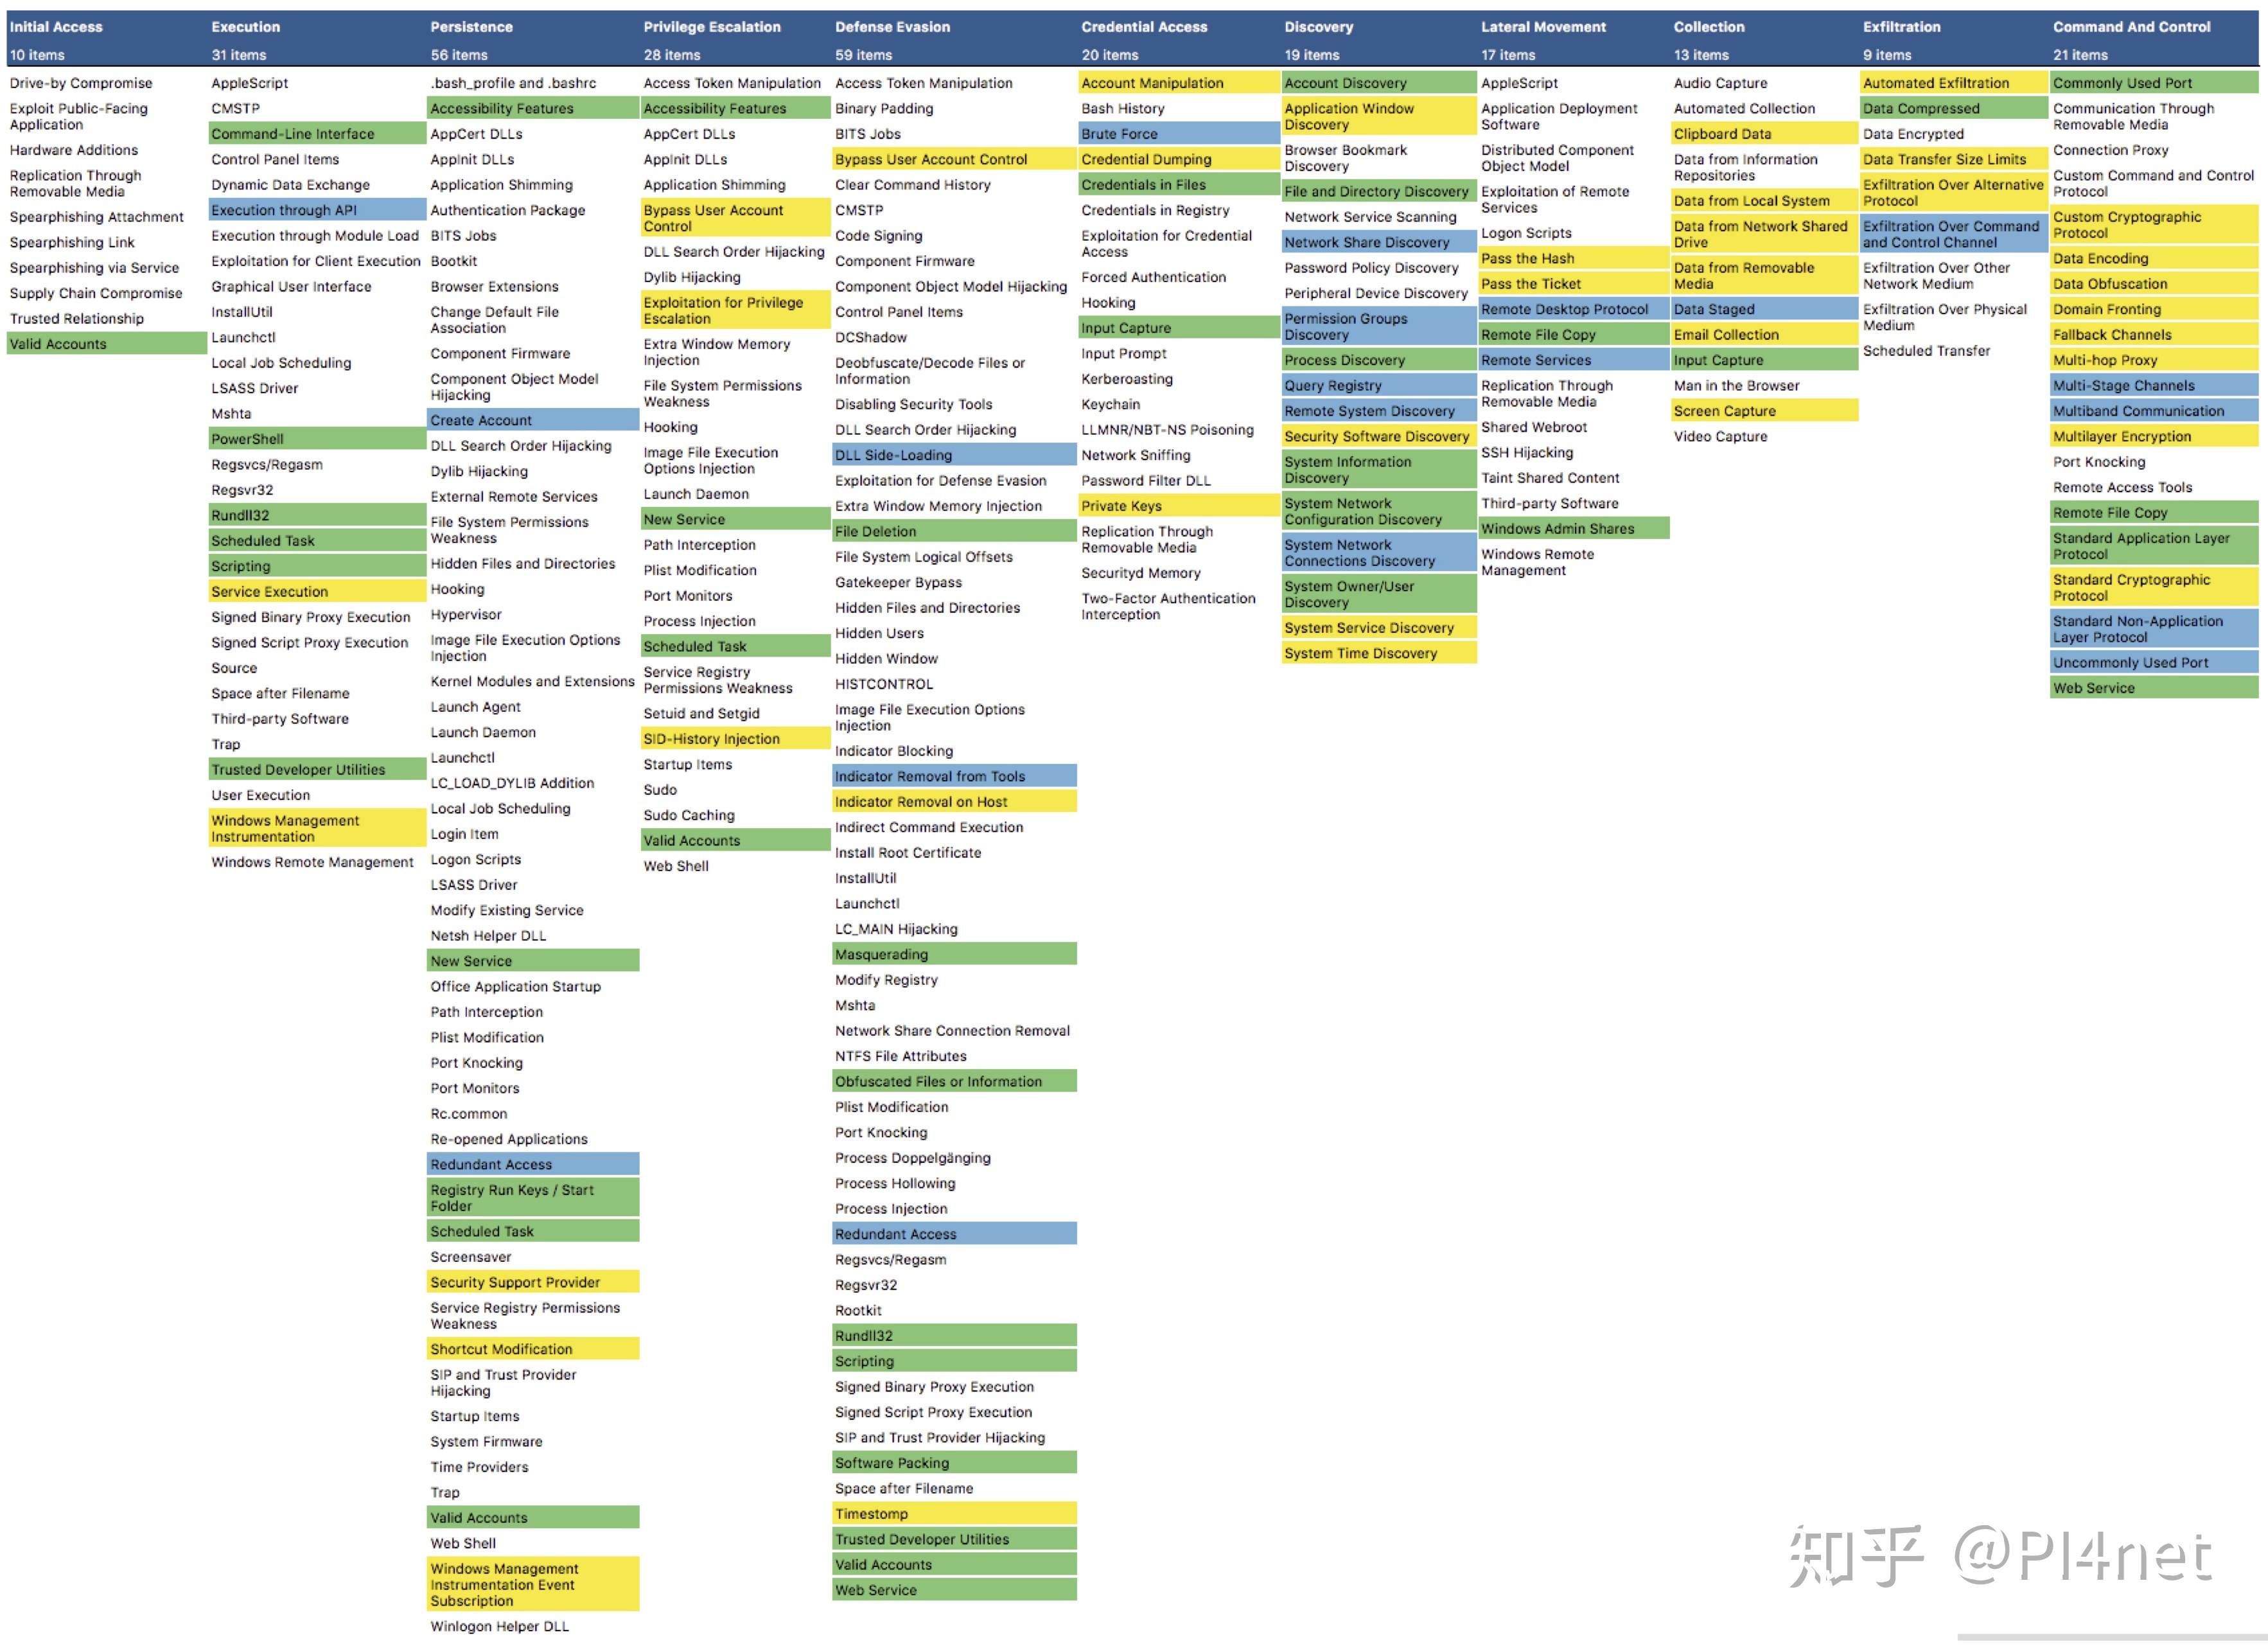 Initial Access
10 items
Drive-by Compromise
Exploit Public-Facing
Application
Hardware Additions
Replication Through
Removable Media
Spearphishing Attachment
Spearphishing Link
Spearphishing via Service
Supply Chain Compromise
Trusted Relationship
Valid Accounts
Execution
31 items
AppleScript
CMSTP
Command-Line Interface
Control Panel Items
Dynamic Data Exchange
Execution through API
Execution through Module Load
Exploitation for Client Execution
Graphical User Interface
InstallUtil
Launchctl
Local Job Scheduling
LSASS Driver
Mshta
PowerShell
Regsvcs/Regasm
Regsvr32
Rundll32
Scheduled Task
Scripting
Service Execution
Signed Binary Proxy Execution
Signed Script Proxy Execution
Source
Space after Filename
Third-party Software
Trap
Trusted Developer Utilities
User Execution
Windows Management
Instrumentation
Windows Remote Management
Persistence
56 items
.bash_profile and .bashrc
Accessibility Features
AppCert DLLs
AppInit DLLs
Application Shimming
Authentication Package
BITS Jobs
Bootkit
Browser Extensions
Change Default File
Association
Component Firmware
Component Object Model
Hijacking
Create Account
DLL Search Order Hijacking
Dylib Hijacking
External Remote Services
File System Permissions
Weakness
Hidden Files and Directories
Hooking
Hypervisor
Image File Execution Options
Injection
Kernel Modules and Extensions
Launch Agent
Launch Daemon
Launchctl
LC_LOAD_DYLIB Addition
Local Job Scheduling
Login Item
Logon Scripts
LSASS Driver
Modify Existing Service
Netsh Helper DLL
New Service
Office Application Startup
Path Interception
Plist Modification
Port Knocking
Port Monitors
Rc.common
Re-opened Applications
Redundant Access
Registry Run Keys / Start
Folder
Scheduled Task
Screensaver
Security Support Provider
Service Registry Permissions
Weakness
Shortcut Modification
SIP and Trust Provider
Hijacking
Startup Items
System Firmware
Time Providers
Trap
Valid Accounts
Web Shell
Windows Management
Instrumentation Event
Subscription
Winlogon Helper DLL
Privilege Escalation
28 items
Access Token Manipulation
Accessibility Features
AppCert DLLs
AppInit DLLs
Application Shimming
Bypass User Account
Control
DLL Search Order Hijacking
Dylib Hijacking
Exploitation for Privilege
Escalation
Extra Window Memory
Injection
File System Permissions
Weakness
Hooking
Image File Execution
Options Injection
Launch Daemon
New Service
Path Interception
Plist Modification
Port Monitors
Process Injection
Scheduled Task
Service Registry
Permissions Weakness
Setuid and Setgid
SID-History Injection
Startup Items
Sudo
Sudo Caching
Valid Accounts
Web Shell
Defense Evasion
59 items
Access Token Manipulation
Binary Padding
BITS Jobs
Bypass User Account Control
Clear Command History
CMSTP
Code Signing
Component Firmware
Component Object Model Hijacking
Control Panel Items
DCShadow
Deobfuscate/Decode Files or
Information
Disabling Security Tools
DLL Search Order Hijacking
DLL Side-Loading
Exploitation for Defense Evasion
Extra Window Memory Injection
File Deletion
File System Logical Offsets
Gatekeeper Bypass
Hidden Files and Directories
Hidden Users
Hidden Window
HISTCONTROL
Image File Execution Options
Injection
Indicator Blocking
Indicator Removal from Tools
Indicator Removal on Host
Indirect Command Execution
Install Root Certificate
InstallUtil
Launchctl
LC_MAIN Hijacking
Masquerading
Modify Registry
Mshta
Network Share Connection Removal
NTFS File Attributes
Obfuscated Files or Information
Plist Modification
Port Knocking
Process Doppelgänging
Process Hollowing
Process Injection
Redundant Access
Regsvcs/Regasm
Regsvr32
Rootkit
Rundll32
Scripting
Signed Binary Proxy Execution
Signed Script Proxy Execution
SIP and Trust Provider Hijacking
Software Packing
Space after Filename
Timestomp
Trusted Developer Utilities
Valid Accounts
Web Service
Credential Access
20 items
Account Manipulation
Bash History
Brute Force
Credential Dumping
Credentials in Files
Credentials in Registry
Exploitation for Credential
Access
Forced Authentication
Hooking
Input Capture
Input Prompt
Kerberoasting
Keychain
LLMNR/NBT-NS Poisoning
Network Sniffing
Password Filter DLL
Private Keys
Replication Through
Removable Media
Securityd Memory
Two-Factor Authentication
Interception
Discovery
19 items
Account Discovery
Application Window
Discovery
Browser Bookmark
Discovery
File and Directory Discovery
Network Service Scanning
Network Share Discovery
Password Policy Discovery
Peripheral Device Discovery
Permission Groups
Discovery
Process Discovery
Query Registry
Remote System Discovery
Security Software Discovery
System Information
Discovery
System Network
Configuration Discovery
System Network
Connections Discovery
System Owner/User
Discovery
System Service Discovery
System Time Discovery
Lateral Movement
17 items
AppleScript
Application Deployment
Software
Distributed Component
Object Model
Exploitation of Remote
Services
Logon Scripts
Pass the Hash
Pass the Ticket
Remote Desktop Protocol
Remote File Copy
Remote Services
Replication Through
Removable Media
Shared Webroot
SSH Hijacking
Taint Shared Content
Third-party Software
Windows Admin Shares
Windows Remote
Management
Collection
13 items
Audio Capture
Automated Collection
Clipboard Data
Data from Information
Repositories
Data from Local System
Data from Network Shared
Drive
Data from Removable
Media
Data Staged
Email Collection
Input Capture
Man in the Browser
Screen Capture
Video Capture
Exfiltration
9 items
Automated Exfiltration
Data Compressed
Data Encrypted
Data Transfer Size Limits
Exfiltration Over Alternative
Protocol
Exfiltration Over Command
and Control Channel
Exfiltration Over Other
Network Medium
Exfiltration Over Physical
Medium
Scheduled Transfer
Command And Control
21 items
Commonly Used Port
Communication Through
Removable Media
Connection Proxy
Custom Command and Control
Protocol
Custom Cryptographic
Protocol
Data Encoding
Data Obfuscation
Domain Fronting
Fallback Channels
Multi-hop Proxy
Multi-Stage Channels
Multiband Communication
Multilayer Encryption
Port Knocking
Remote Access Tools
Remote File Copy
Standard Application Layer
Protocol
Standard Cryptographic
Protocol
Standard Non-Application
Layer Protocol
Uncommonly Used Port
Web Service
知乎 @Pl4net